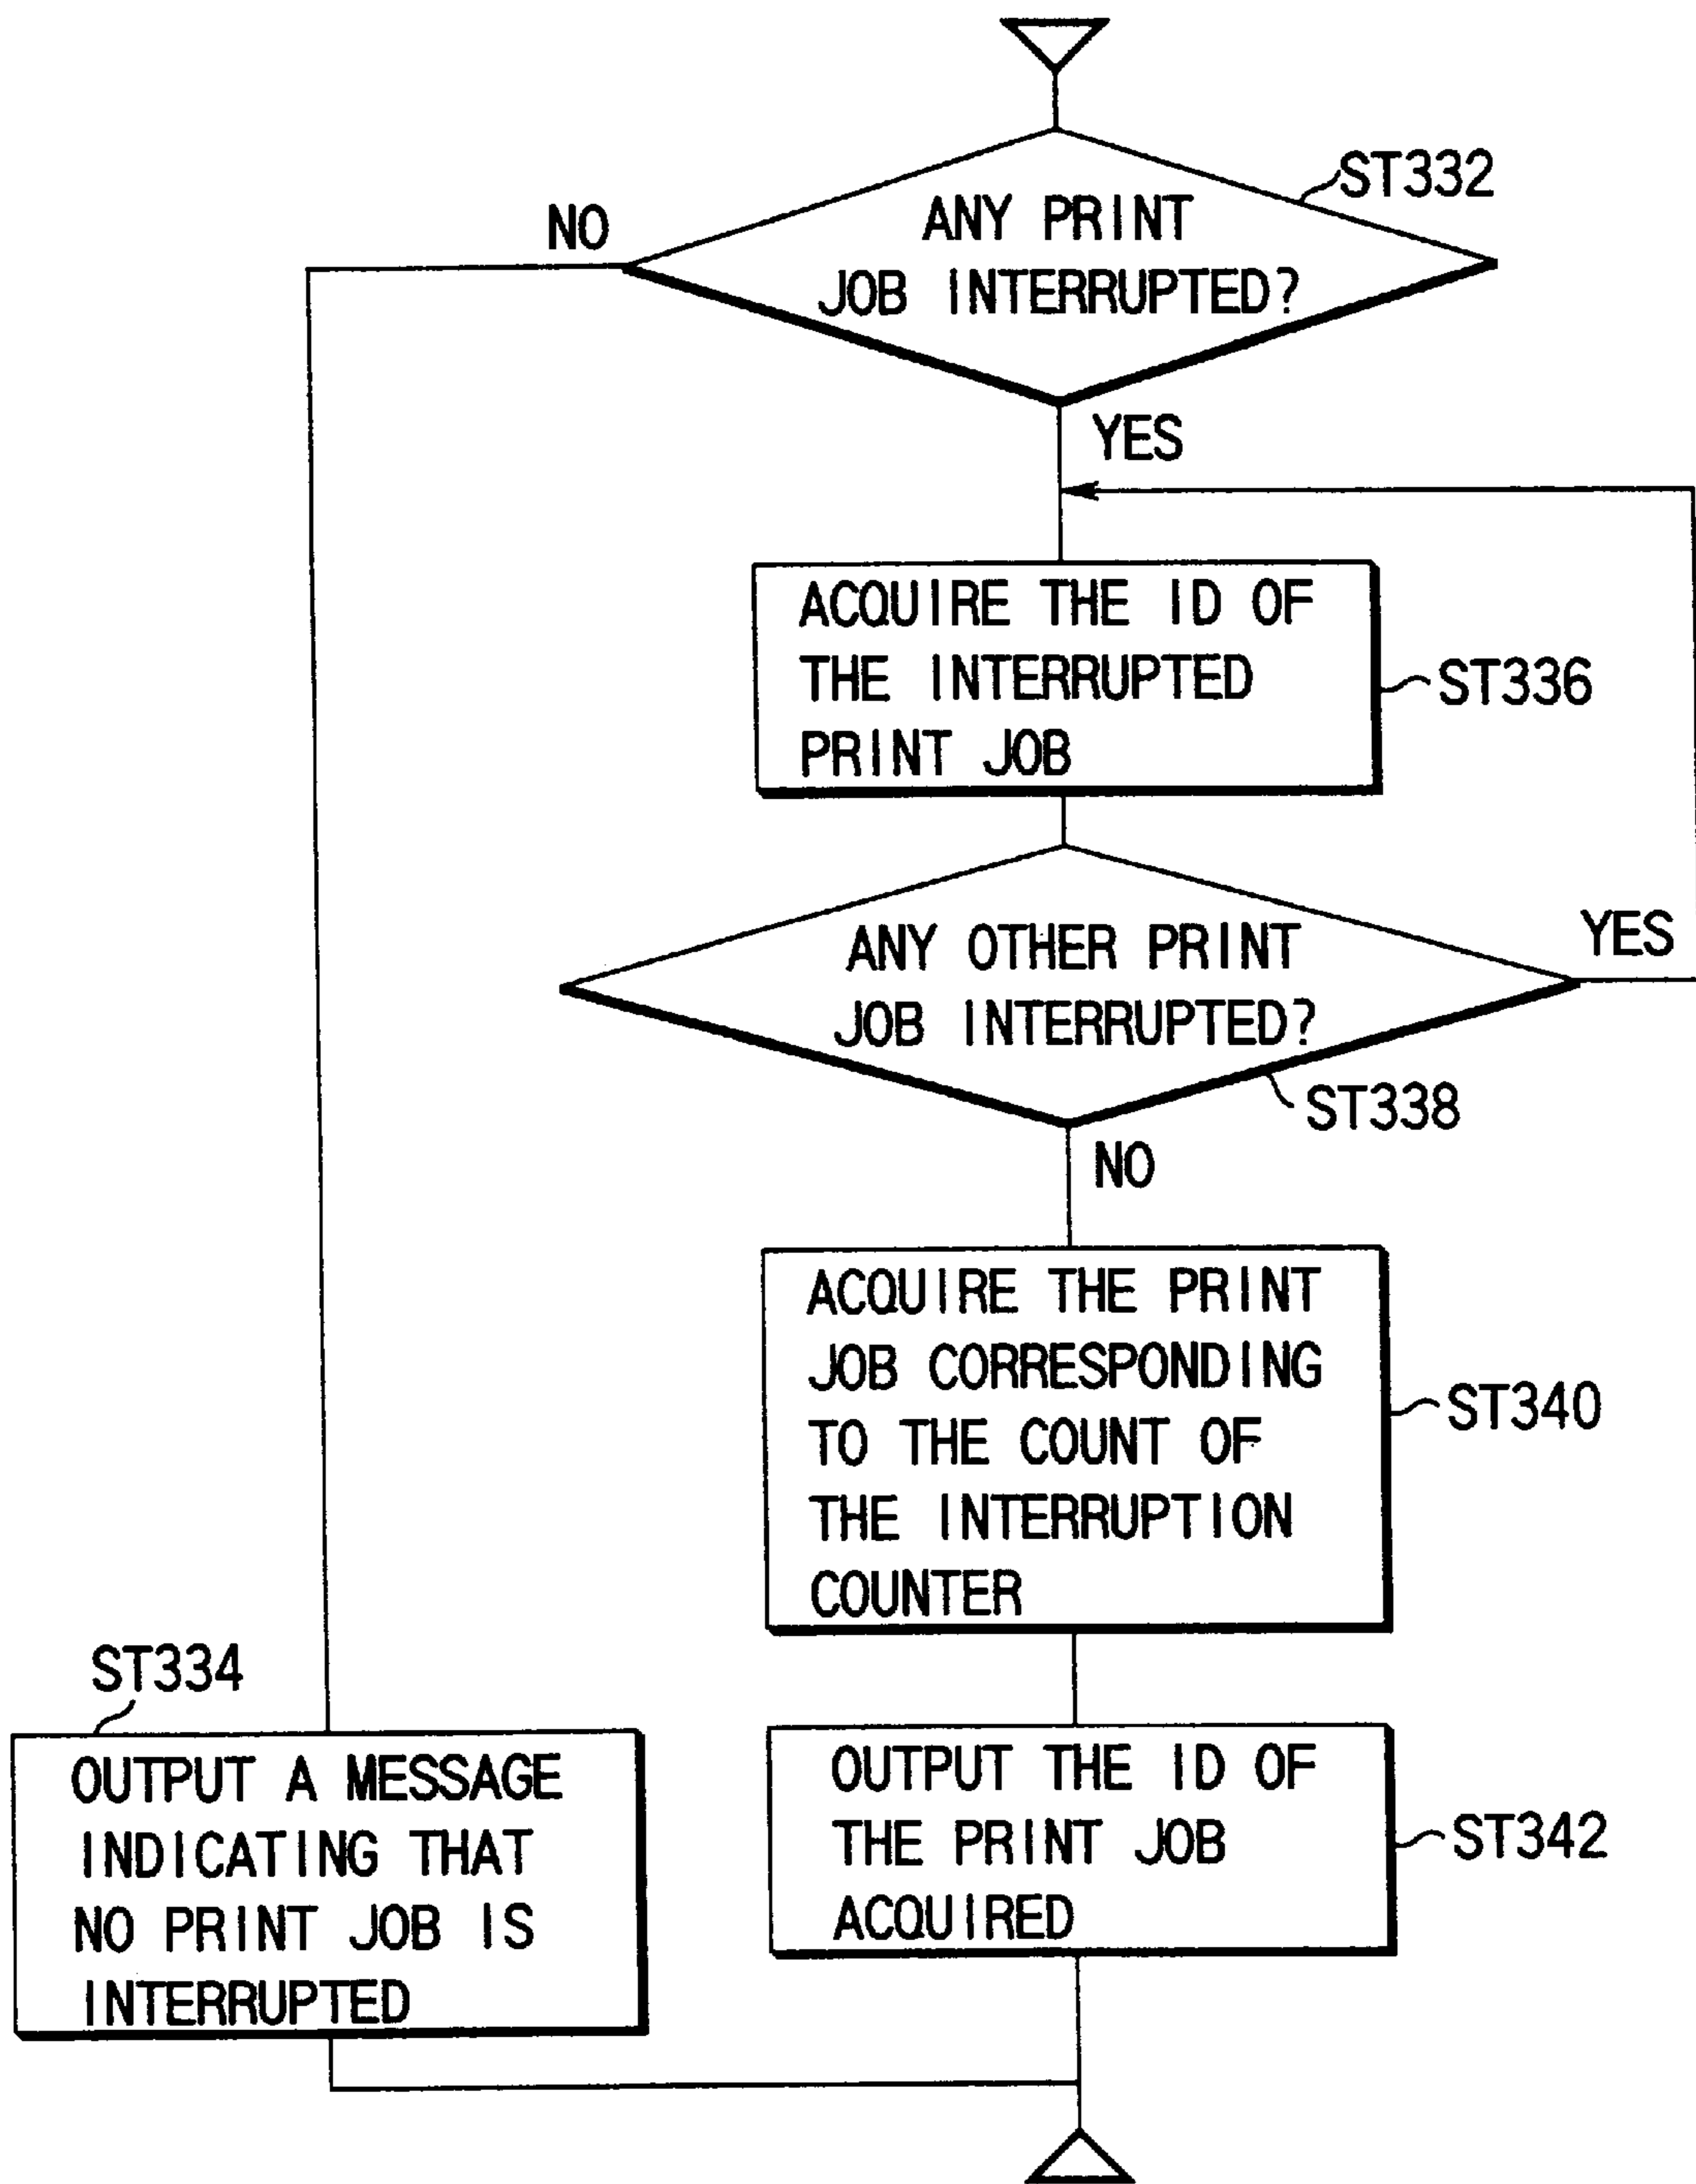 ST332
NO
ANY PRINT
JOB INTERRUPTED?
YES
ACQUIRE THE ID OF
THE INTERRUPTED
PRINT JOB
ST336
ANY OTHER PRINT
JOB INTERRUPTED?
YES
ST338
NO
ACQUIRE THE PRINT
JOB CORRESPONDING
TO THE COUNT OF
THE INTERRUPTION
COUNTER
ST340
ST334
OUTPUT A MESSAGE
INDICATING THAT
NO PRINT JOB IS
INTERRUPTED
OUTPUT THE ID OF
THE PRINT JOB
ACQUIRED
ST342